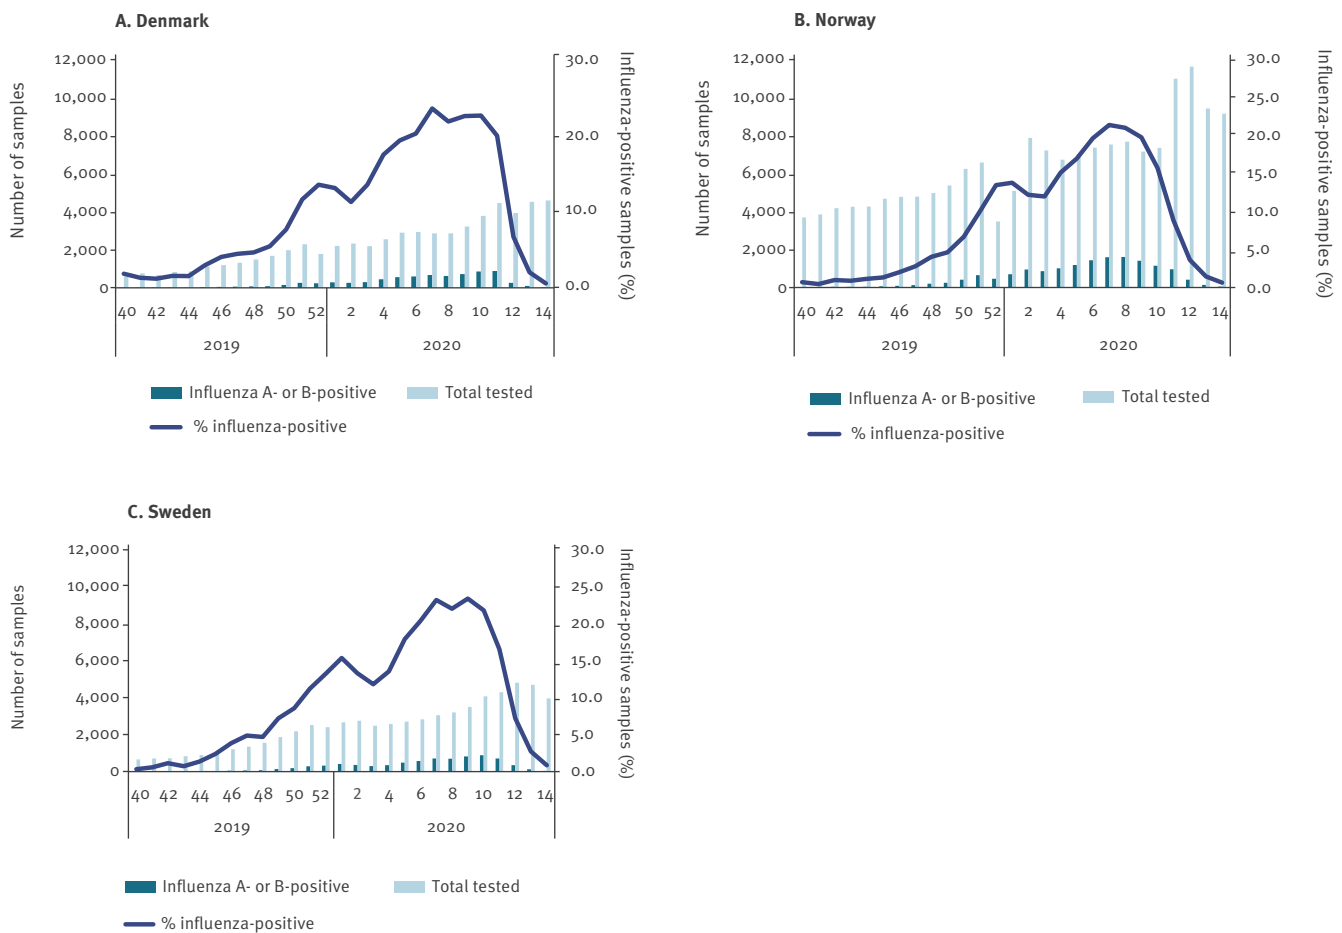 A. Denmark
Number of samples
12,000
10,000
8,000
6,000
4,000
2,000
0
30.0
20.0
10.0
0.0
Influenza-positive samples (%)
40 42 44 46 48 50 52 2 4 6 8 10 12 14
2019 2020
Influenza A- or B-positive Total tested
% influenza-positive
B. Norway
Number of samples
12,000
10,000
8,000
6,000
4,000
2,000
0
30.0
25.0
20.0
15.0
10.0
5.0
0.0
Influenza-positive samples (%)
40 42 44 46 48 50 52 2 4 6 8 10 12 14
2019 2020
Influenza A- or B-positive Total tested
% influenza-positive
C. Sweden
Number of samples
12,000
10,000
8,000
6,000
4,000
2,000
0
30.0
25.0
20.0
15.0
10.0
5.0
0.0
Influenza-positive samples (%)
40 42 44 46 48 50 52 2 4 6 8 10 12 14
2019 2020
Influenza A- or B-positive Total tested
% influenza-positive